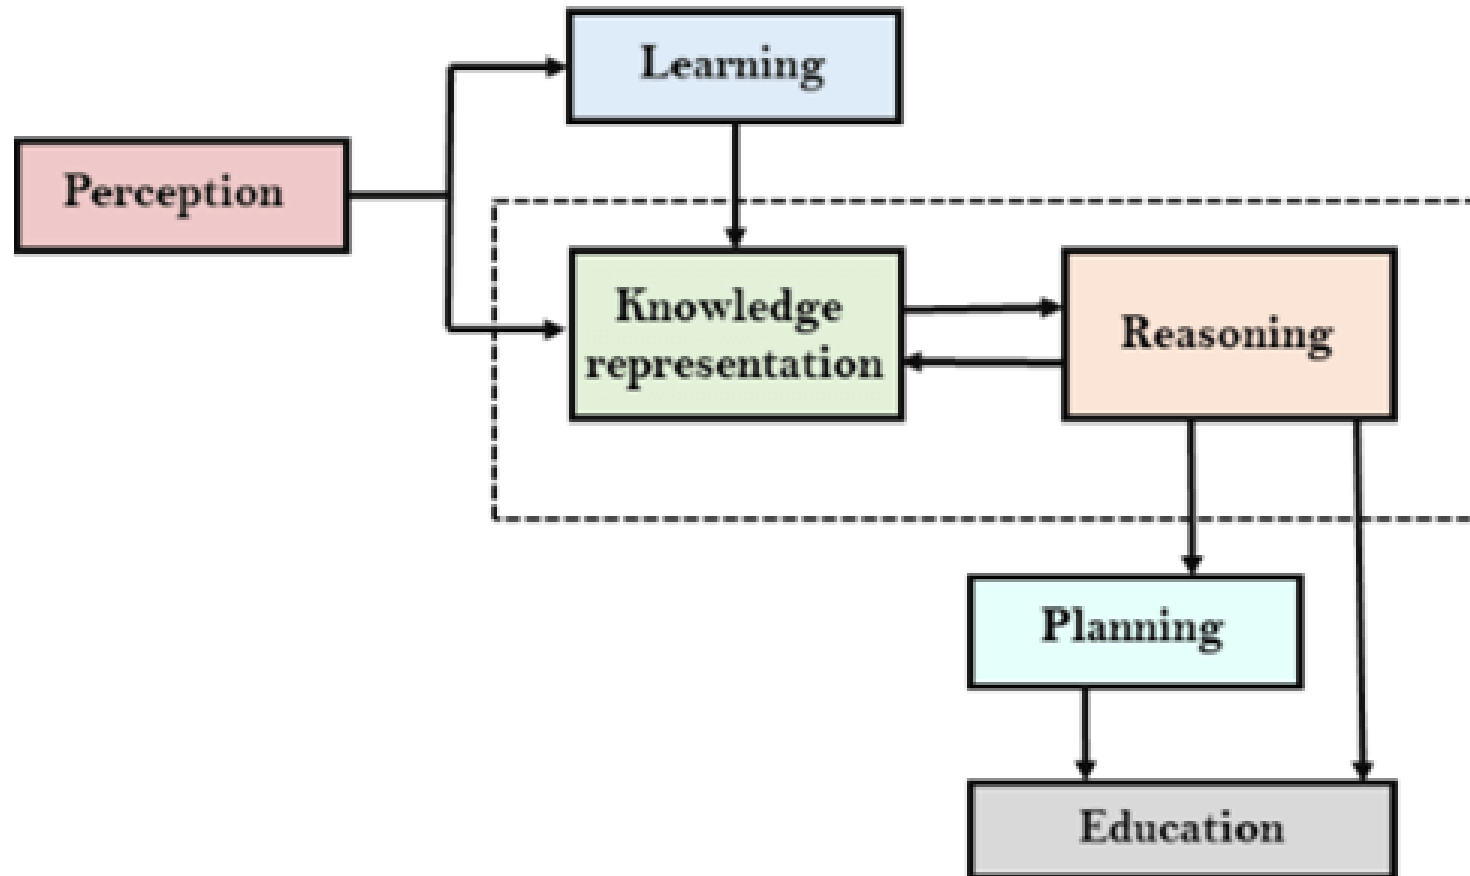 Learning
Perception
Knowledge
representation
Reasoning
Planning
Education